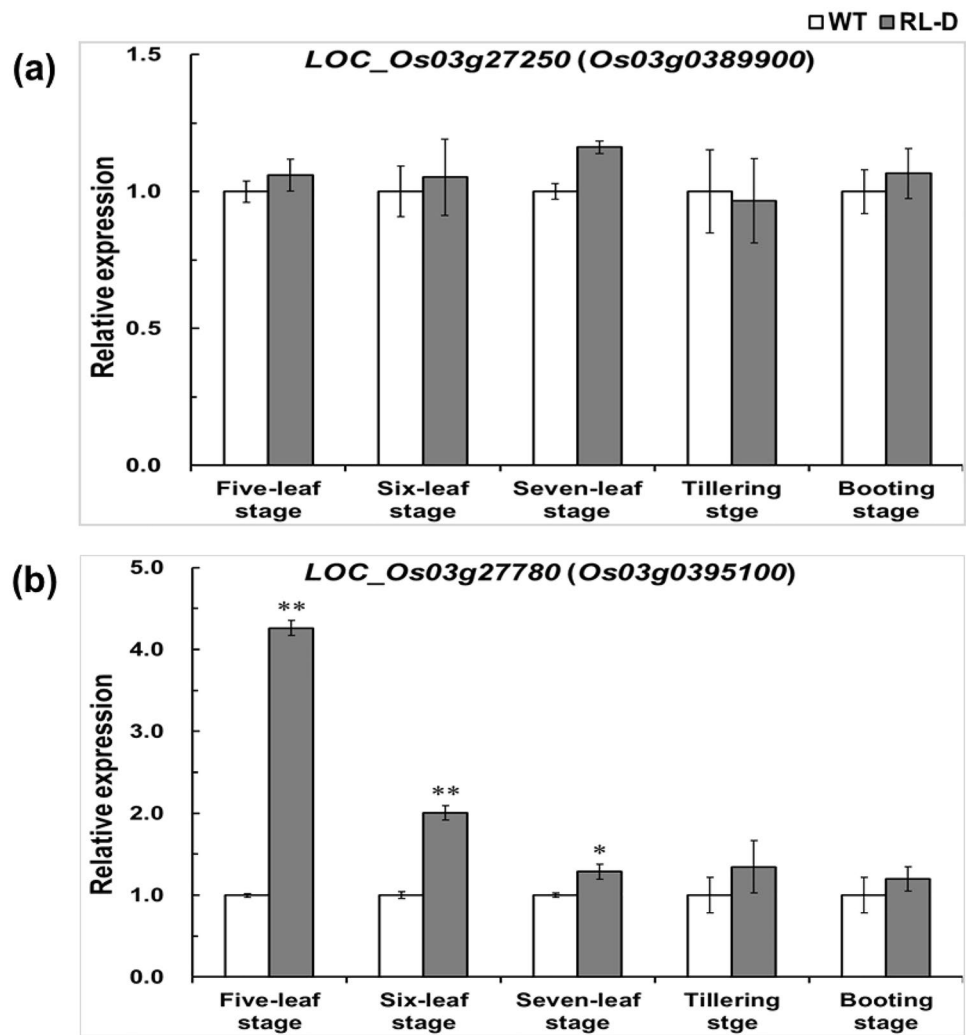 WT RL-D
(a)
LOC_Os03g27250 (Os03g0389900)
Relative expression
1.5
1.0
0.5
0.0
Five-leaf stage
Six-leaf stage
Seven-leaf stage
Tillering stge
Booting stage
(b)
LOC_Os03g27780 (Os03g0395100)
Relative expression
5.0
4.0
3.0
2.0
1.0
0.0
**
**
*
Five-leaf stage
Six-leaf stage
Seven-leaf stage
Tillering stge
Booting stage